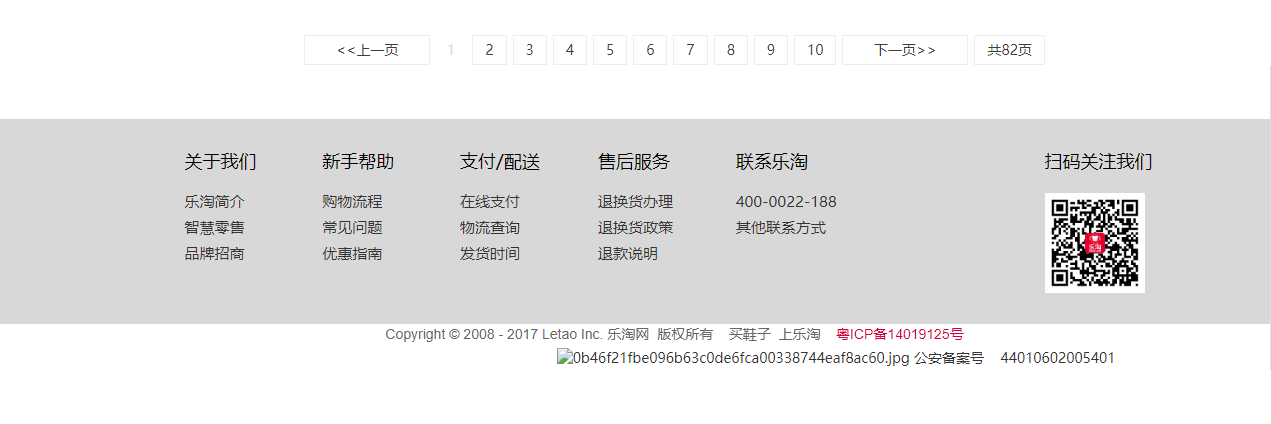 <<上一页 1 2 3 4 5 6 7 8 9 10 下一页>> 共82页
关于我们 新手帮助 支付/配送 售后服务 联系乐淘 扫码关注我们
乐淘简介 购物流程 在线支付 退换货办理 400-0022-188
智慧零售 常见问题 物流查询 退换货政策 其他联系方式
品牌招商 优惠指南 发货时间 退款说明
乐淘
Copyright © 2008 - 2017 Letao Inc. 乐淘网 版权所有 买鞋子 上乐淘 粤ICP备14019125号
0b46f21fbe096b63c0de6fca00338744eaf8ac60.jpg 公安备案号 44010602005401